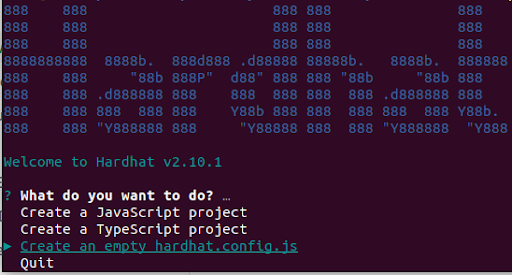 888    888                      888 888               888
888    888                      888 888               888
888    888                      888 888               888
8888888888  8888b.  888d888 .d88888 88888b.   8888b.  888888
888    888     "88b 888P"  d88" 888 888 "88b     "88b 888
888    888 .d888888 888    888  888 888  888 .d888888 888
888    888 888  888 888    Y88b 888 888  888 888  888 Y88b.
888    888 "Y888888 888     "Y88888 888  888 "Y888888  "Y888
Welcome to Hardhat v2.10.1
? What do you want to do? …
Create a JavaScript project
Create a TypeScript project
▶ Create an empty hardhat.config.js
Quit